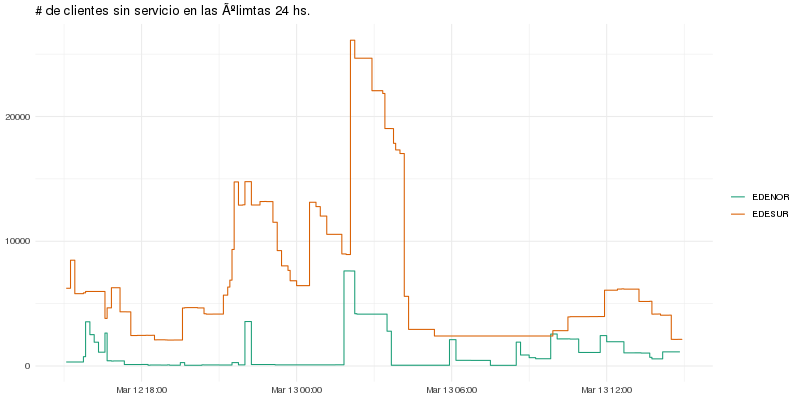 # de clientes sin servicio en las Ãºlimtas 24 hs.
20000
10000
0
Mar 12 18:00
Mar 13 00:00
Mar 13 06:00
Mar 13 12:00
EDENOR
EDESUR